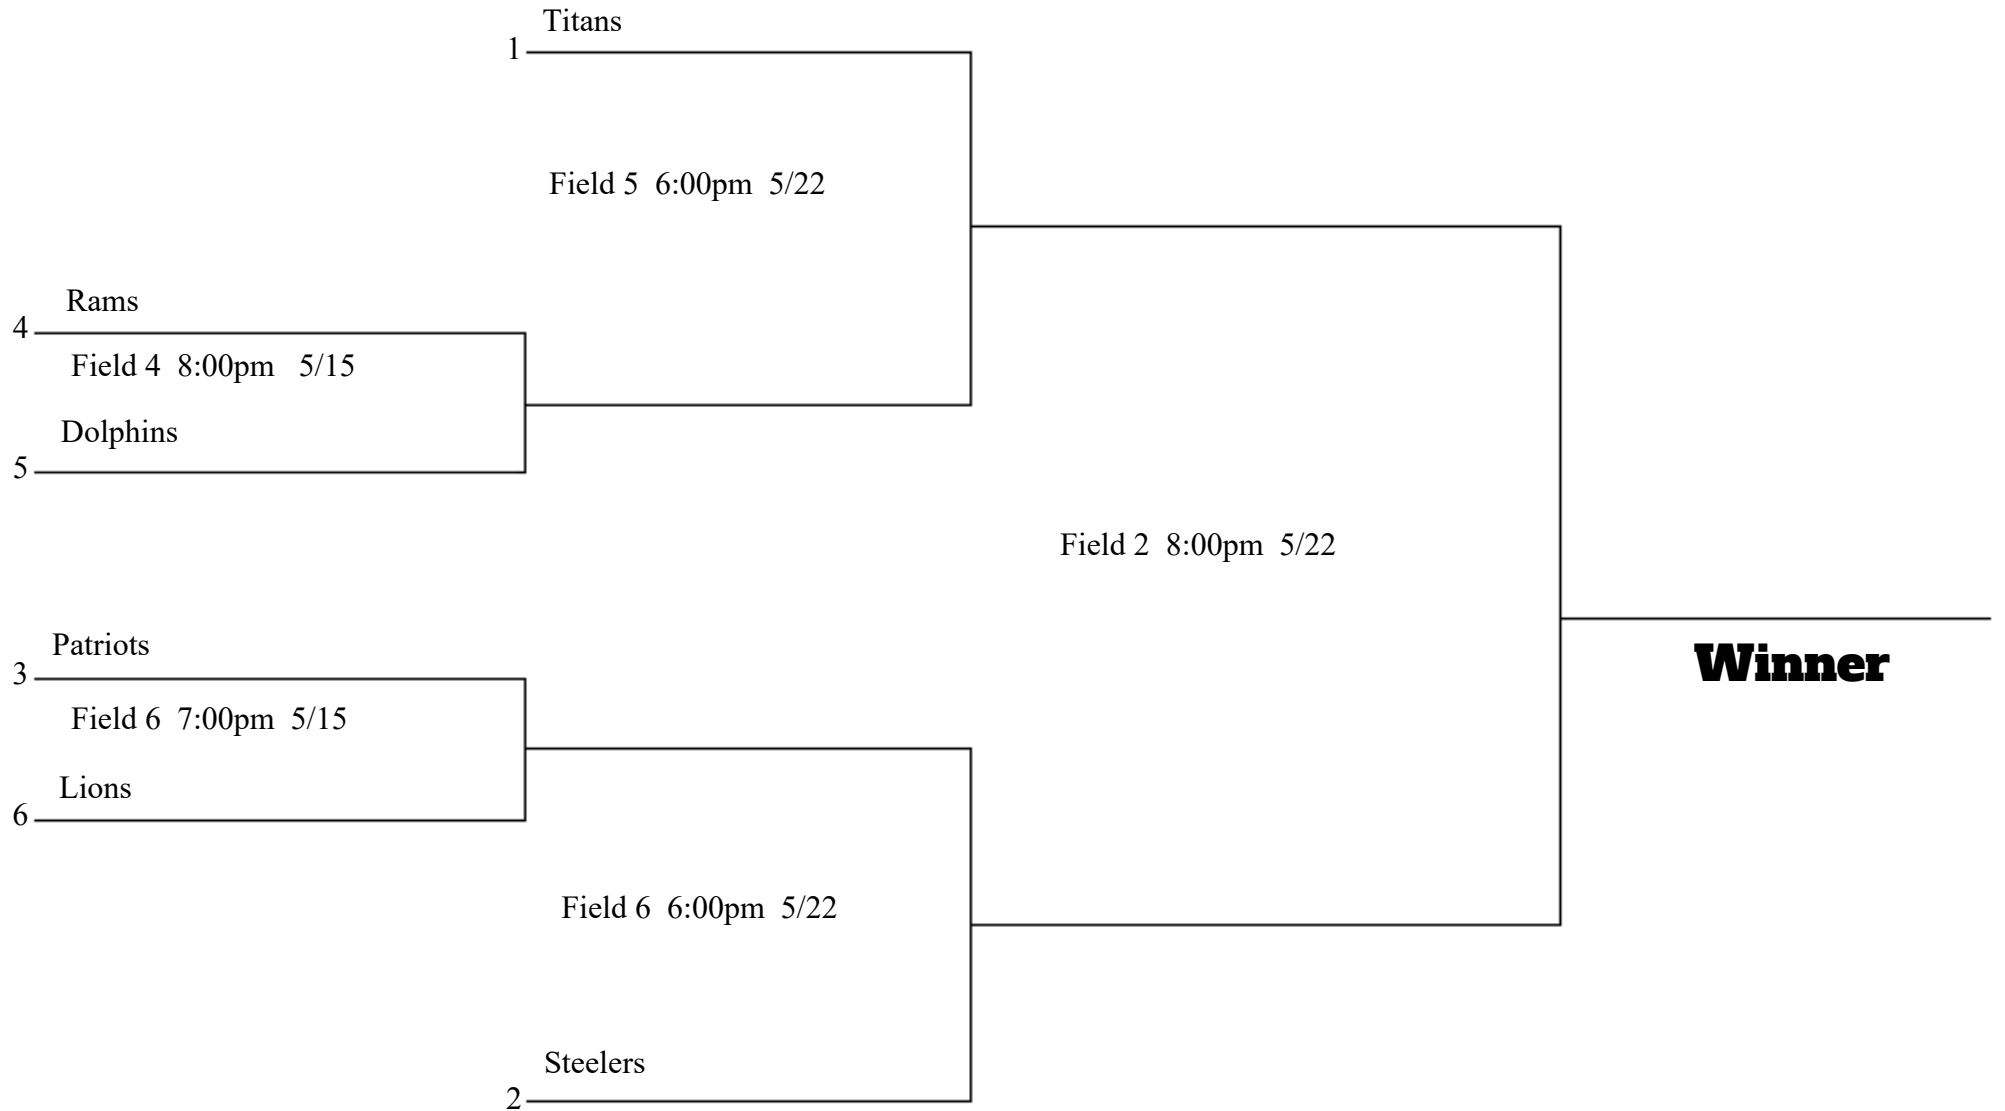 Titans
1
Field 5 6:00pm 5/22
Rams
4
Field 4 8:00pm 5/15
Dolphins
5
Field 2 8:00pm 5/22
Patriots
3
Winner
Field 6 7:00pm 5/15
Lions
6
Field 6 6:00pm 5/22
Steelers
2